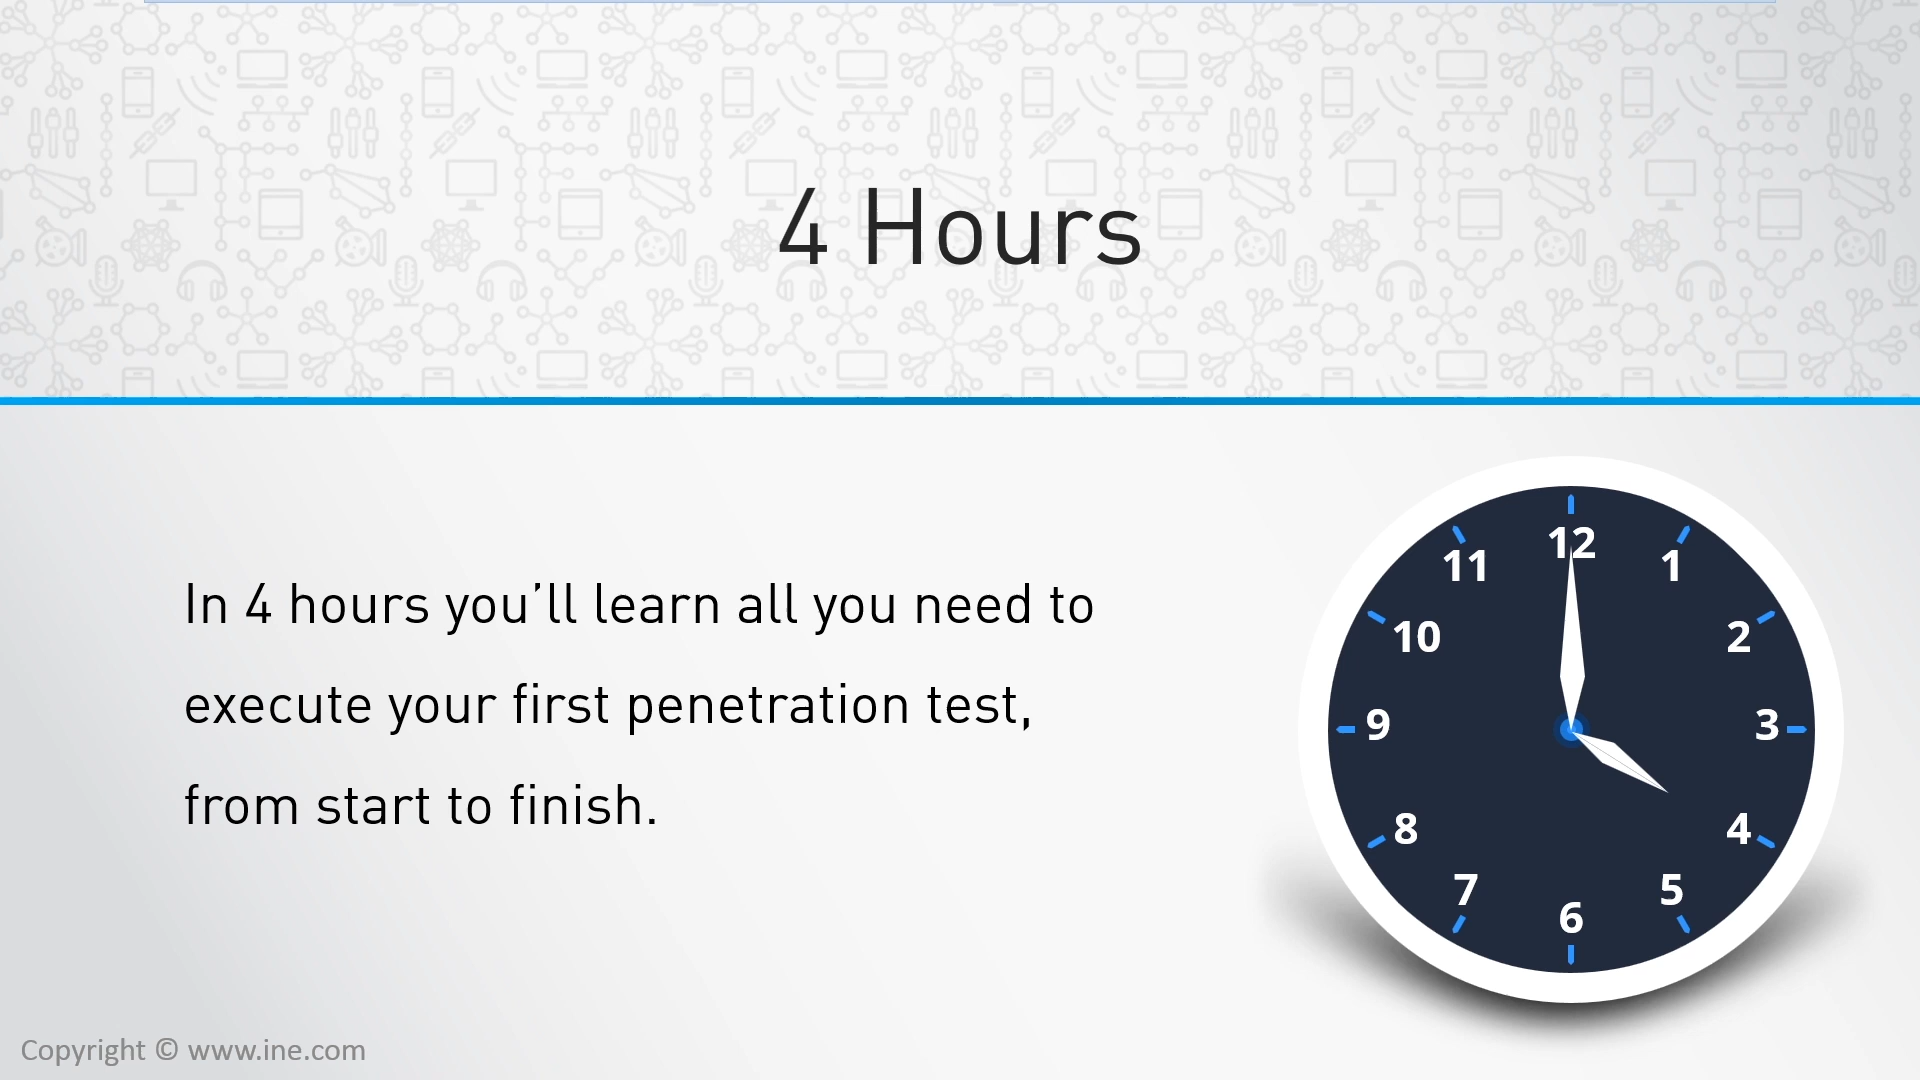 4 Hours
In 4 hours you’ll learn all you need to
execute your first penetration test,
from start to finish.
12
11
1
10
2
9
3
8
4
7
5
6
Copyright © www.ine.com